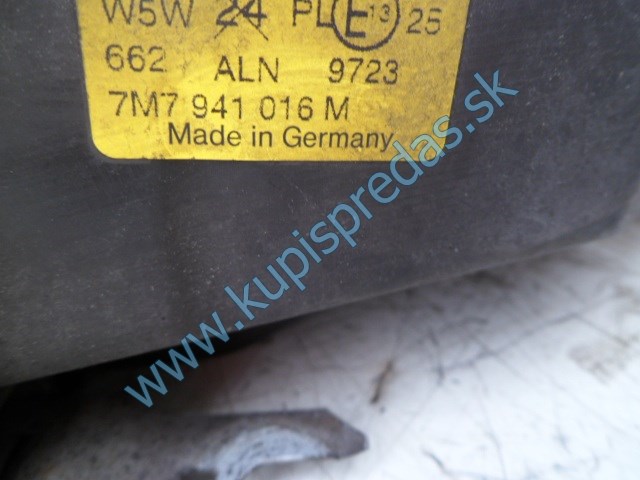 W5W 24 PL E 13 25
662 ALN 9723
7M7 941 016 M
Made in Germany
www.kupispredas.sk